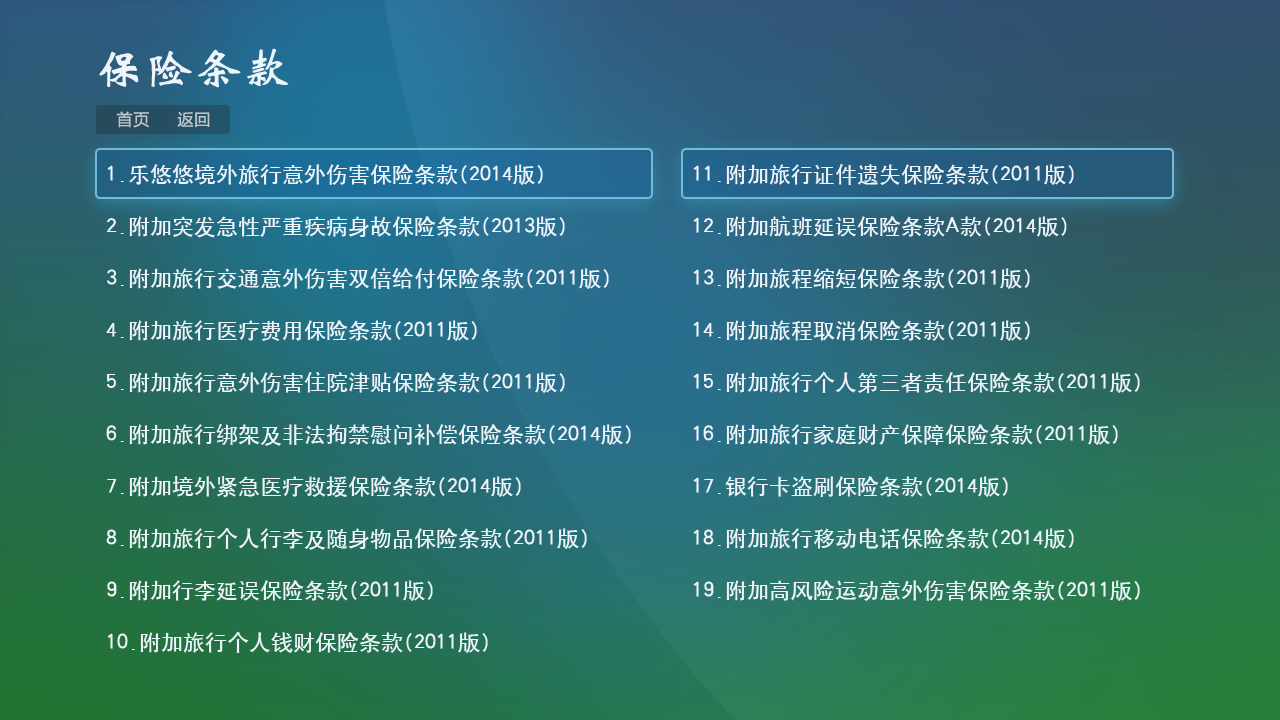 保险条款
首页 返回
1.乐悠悠境外旅行意外伤害保险条款(2014版)
2.附加突发急性严重疾病身故保险条款(2013版)
3.附加旅行交通意外伤害双倍给付保险条款(2011版)
4.附加旅行医疗费用保险条款(2011版)
5.附加旅行意外伤害住院津贴保险条款(2011版)
6.附加旅行绑架及非法拘禁慰问补偿保险条款(2014版)
7.附加境外紧急医疗救援保险条款(2014版)
8.附加旅行个人行李及随身物品保险条款(2011版)
9.附加行李延误保险条款(2011版)
10.附加旅行个人钱财保险条款(2011版)
11.附加旅行证件遗失保险条款(2011版)
12.附加航班延误保险条款A款(2014版)
13.附加旅程缩短保险条款(2011版)
14.附加旅程取消保险条款(2011版)
15.附加旅行个人第三者责任保险条款(2011版)
16.附加旅行家庭财产保障保险条款(2011版)
17.银行卡盗刷保险条款(2014版)
18.附加旅行移动电话保险条款(2014版)
19.附加高风险运动意外伤害保险条款(2011版)